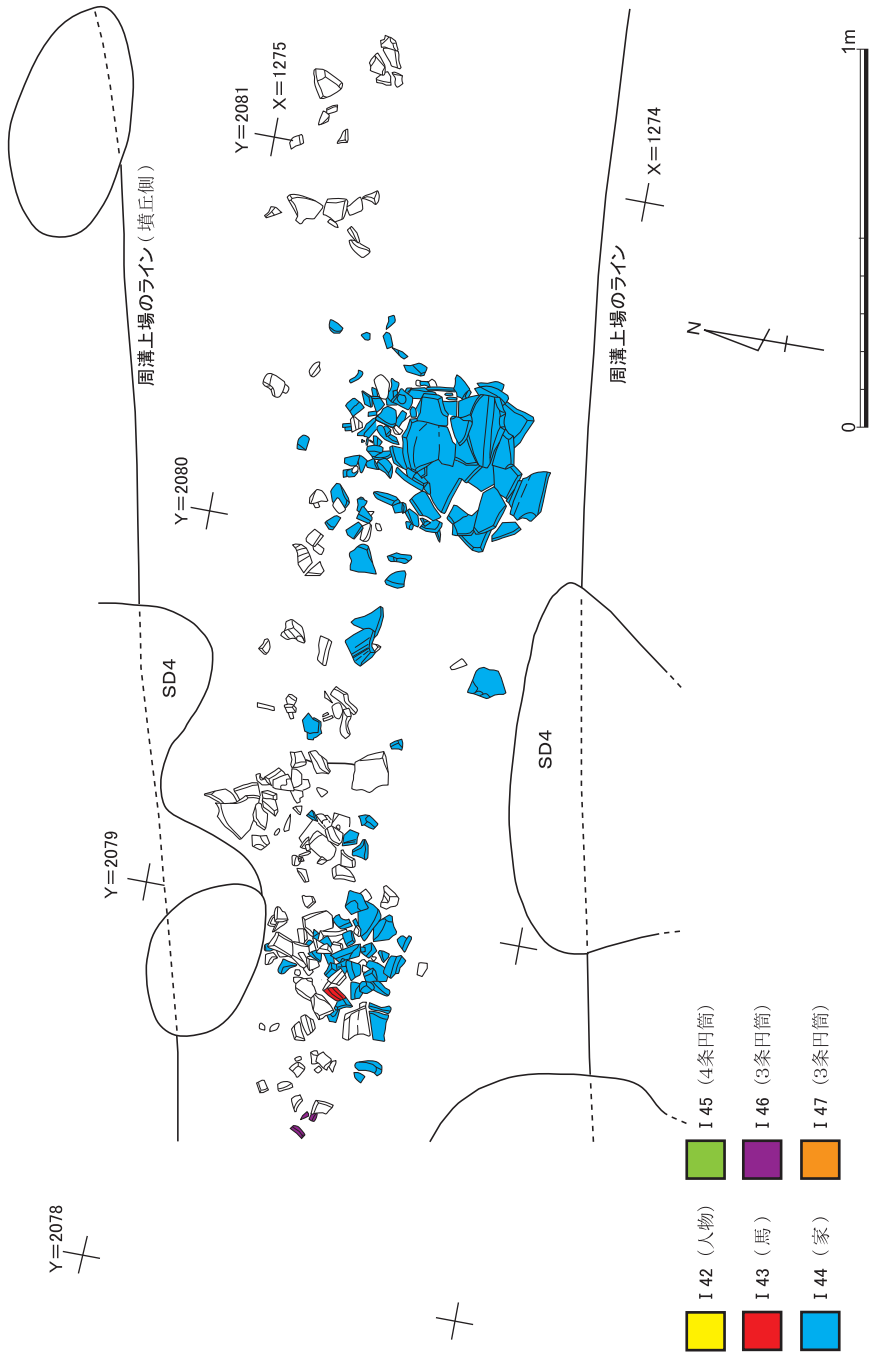 Y=2081
X=1275
周溝上場のライン（墳丘側）
X=1274
周溝上場のライン
N
1m
0
Y=2080
SD4
SD4
Y=2079
Y=2078
I 42（人物）
I 43（馬）
I 44（家）
I 45（4条円筒）
I 46（3条円筒）
I 47（3条円筒）